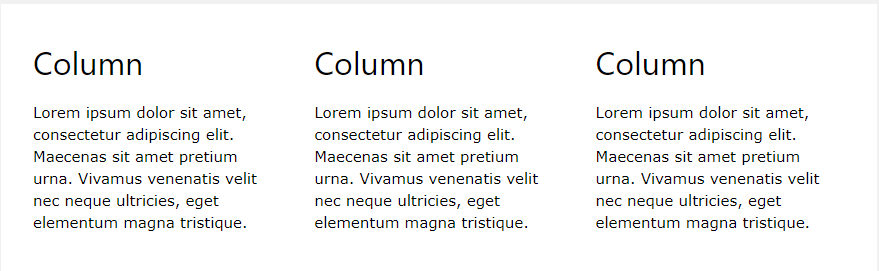 Column
Lorem ipsum dolor sit amet,
consectetur adipiscing elit.
Maecenas sit amet pretium
urna. Vivamus venenatis velit
nec neque ultricies, eget
elementum magna tristique.
Column
Lorem ipsum dolor sit amet,
consectetur adipiscing elit.
Maecenas sit amet pretium
urna. Vivamus venenatis velit
nec neque ultricies, eget
elementum magna tristique.
Column
Lorem ipsum dolor sit amet,
consectetur adipiscing elit.
Maecenas sit amet pretium
urna. Vivamus venenatis velit
nec neque ultricies, eget
elementum magna tristique.